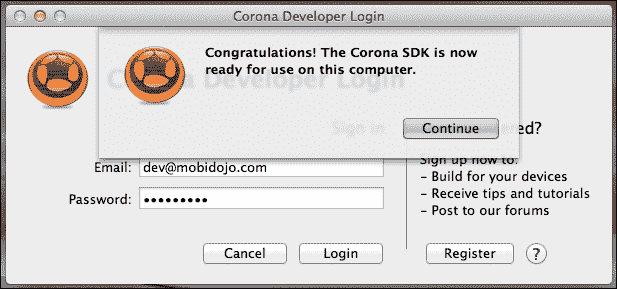 Corona Developer Login
Congratulations! The Corona SDK is now
ready for use on this computer.
Corona Developer Login
Sign in
Continue
Email: dev@mobidojo.com
Password: •••••••••
Sign up now to:
– Build for your devices
– Receive tips and tutorials
– Post to our forums
Cancel
Login
Register
?